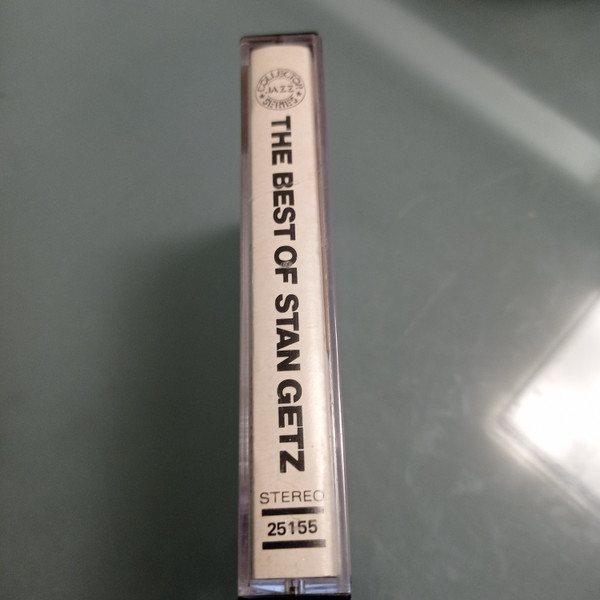 COLLECTOR
JAZZ
SERIES
THE BEST OF STAN GETZ
STEREO
25155